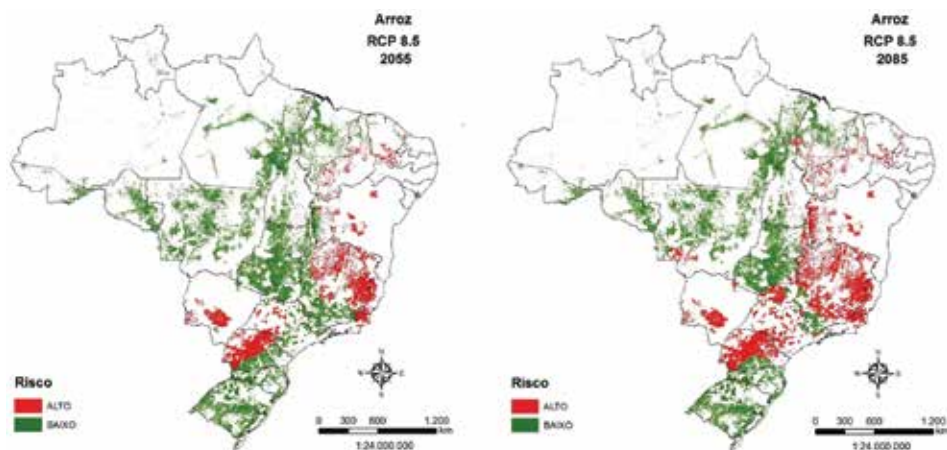 Arroz
RCP 8.5
2055
N
W
E
S
Risco
ALTO
BAIXO
0 300 600 1.200
km
1:24.000.000
Arroz
RCP 8.5
2085
N
W
E
S
Risco
ALTO
BAIXO
0 300 600 1.200
km
1:24.000.000